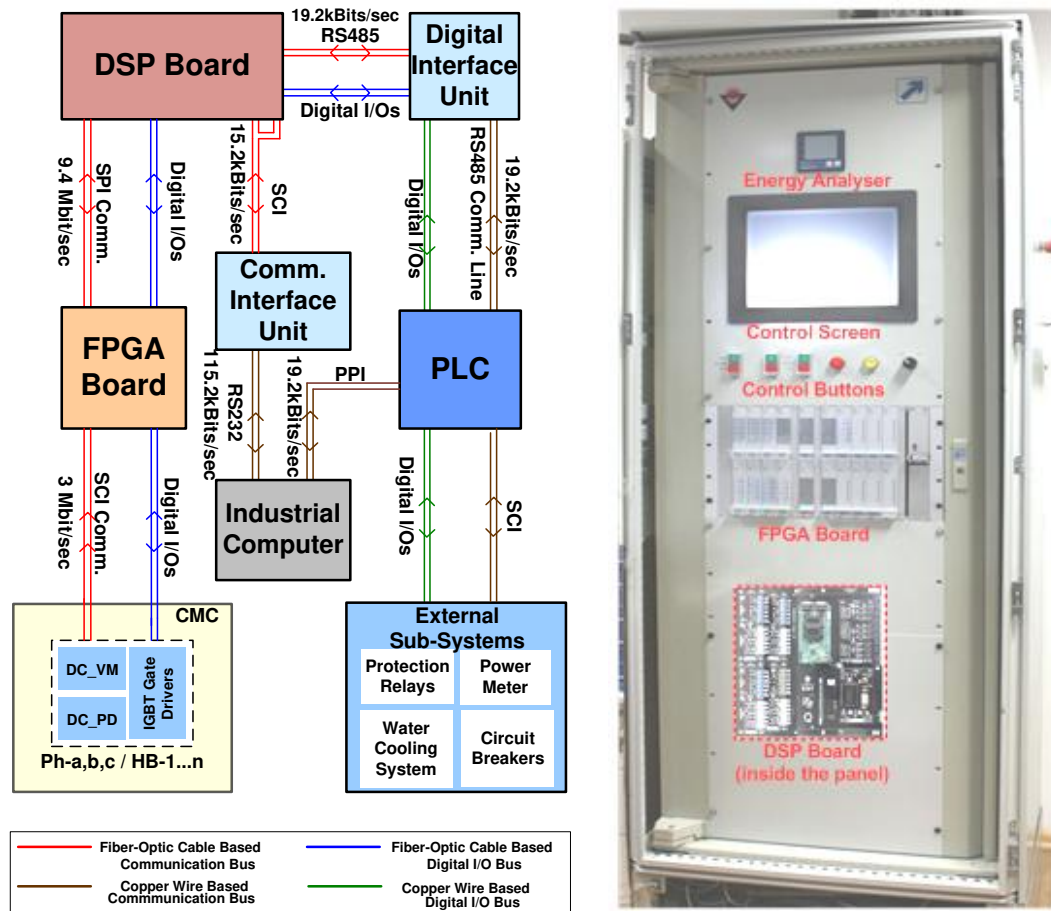 19.2kBits/sec
RS485
DSP Board
Digital
Interface
Unit
Digital I/Os
9.4 Mbit/sec
SPI Comm.
Digital I/Os
15.2kBits/sec
SCI
Digital I/Os
RS485 Comm. Line
19.2kBits/sec
Comm.
Interface
Unit
FPGA
Board
PLC
PPI
115.2kBits/sec
RS232
19.2kBits/sec
3 Mbit/sec
SCI Comm.
Digital I/Os
Industrial
Computer
Digital I/Os
SCI
CMC
DC_VM
DC_PD
IGBT Gate
Drivers
Ph-a,b,c / HB-1...n
External
Sub-Systems
Protection
Relays
Power
Meter
Water
Cooling
System
Circuit
Breakers
Fiber-Optic Cable Based
Communication Bus
Fiber-Optic Cable Based
Digital I/O Bus
Copper Wire Based
Commmunication Bus
Copper Wire Based
Digital I/O Bus
Energy Analyser
Control Screen
Control Buttons
FPGA Board
DSP Board
(inside the panel)